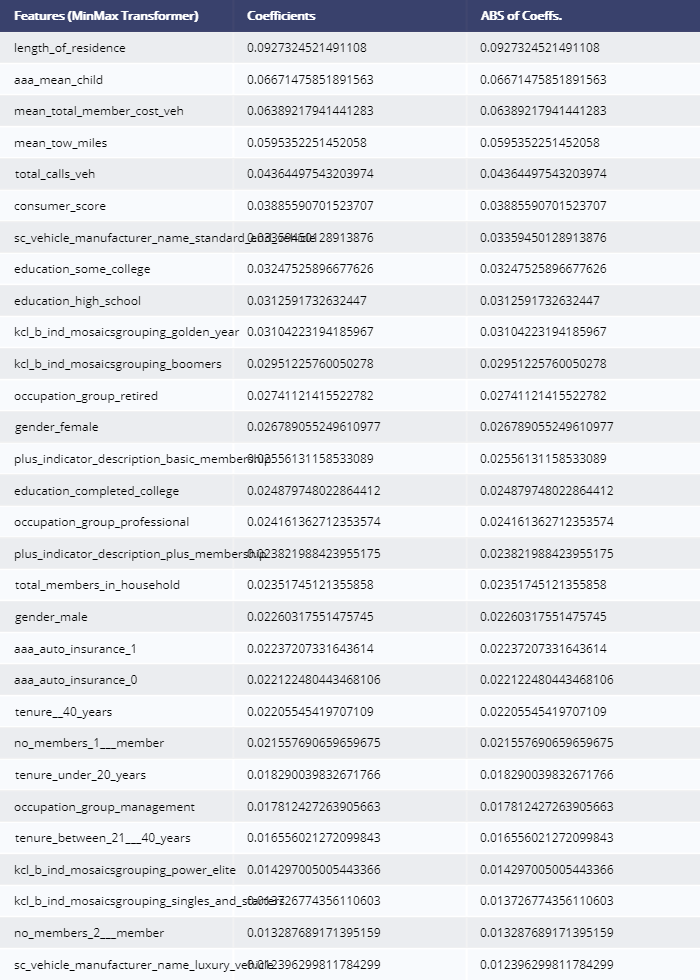 Features (MinMax Transformer) Coefficients ABS of Coeffs.
length_of_residence 0.0927324521491108 0.0927324521491108
aaa_mean_child 0.06671475851891563 0.06671475851891563
mean_total_member_cost_veh 0.06389217941441283 0.06389217941441283
mean_tow_miles 0.0595352251452058 0.0595352251452058
total_calls_veh 0.04364497543203974 0.04364497543203974
consumer_score 0.03885590701523707 0.03885590701523707
sc_vehicle_manufacturer_name_standard_end_vehicle 0.03359450128913876 0.03359450128913876
education_some_college 0.03247525896677626 0.03247525896677626
education_high_school 0.0312591732632447 0.0312591732632447
kcl_b_ind_mosaicsgrouping_golden_year 0.03104223194185967 0.03104223194185967
kcl_b_ind_mosaicsgrouping_boomers 0.02951225760050278 0.02951225760050278
occupation_group_retired 0.02741121415522782 0.02741121415522782
gender_female 0.026789055249610977 0.026789055249610977
plus_indicator_description_basic_membership 0.02556131158533089 0.02556131158533089
education_completed_college 0.024879748022864412 0.024879748022864412
occupation_group_professional 0.024161362712353574 0.024161362712353574
plus_indicator_description_plus_membership 0.023821988423955175 0.023821988423955175
total_members_in_household 0.02351745121355858 0.02351745121355858
gender_male 0.02260317551475745 0.02260317551475745
aaa_auto_insurance_1 0.02237207331643614 0.02237207331643614
aaa_auto_insurance_0 0.022122480443468106 0.022122480443468106
tenure__40_years 0.02205545419707109 0.02205545419707109
no_members_1___member 0.021557690659659675 0.021557690659659675
tenure_under_20_years 0.018290039832671766 0.018290039832671766
occupation_group_management 0.017812427263905663 0.017812427263905663
tenure_between_21___40_years 0.016556021272099843 0.016556021272099843
kcl_b_ind_mosaicsgrouping_power_elite 0.014297005005443366 0.014297005005443366
kcl_b_ind_mosaicsgrouping_singles_and_starters 0.013726774356110603 0.013726774356110603
no_members_2___member 0.013287689171395159 0.013287689171395159
sc_vehicle_manufacturer_name_luxury_vehicle 0.012396299811784299 0.012396299811784299